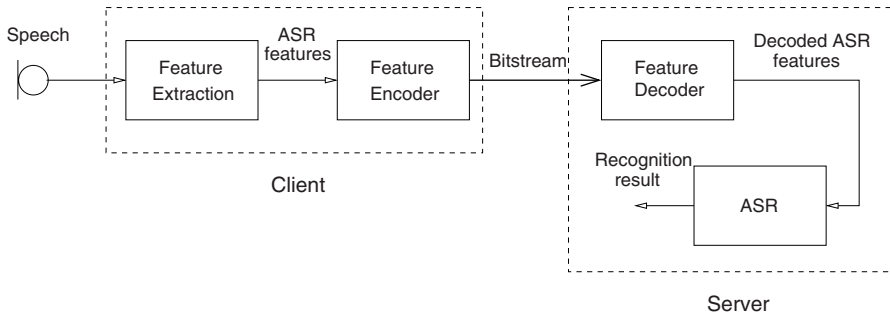 Speech
Feature
Extraction
ASR
features
Feature
Encoder
Bitstream
Feature
Decoder
Decoded ASR
features
Recognition
result
ASR
Client
Server